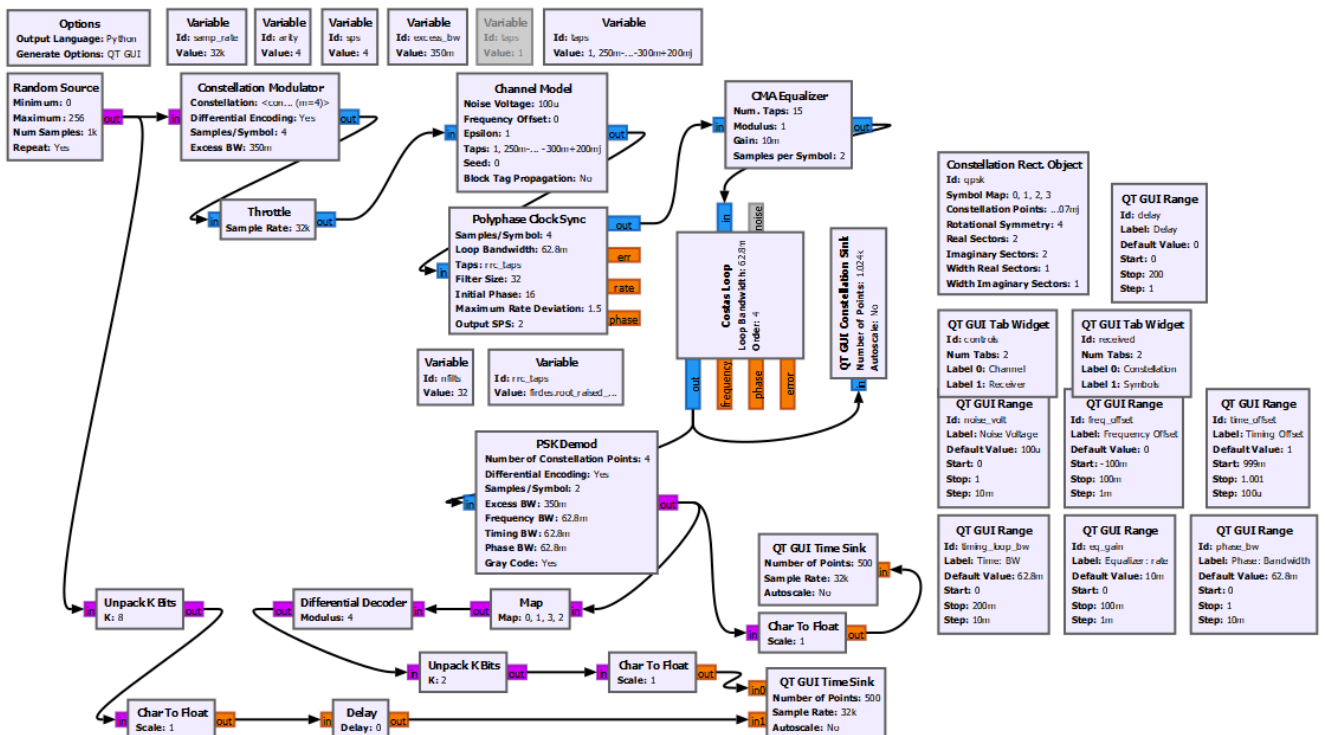 Options
Output Language: Python
Generate Options: QT GUI
Variable
Id: samp_rate
Value: 32k
Variable
Id: arity
Value: 4
Variable
Id: sps
Value: 4
Variable
Id: excess_bw
Value: 350m
Variable
Id: taps
Value: 1
Variable
Id: taps
Value: 1, 250m-...-300m+200mj
Random Source
Minimum: 0
Maximum: 256
Num Samples: 1k
Repeat: Yes
out
Constellation Modulator
Constellation: <con... (m=4)>
Differential Encoding: Yes
Samples/Symbol: 4
Excess BW: 350m
in
out
Channel Model
Noise Voltage: 100u
Frequency Offset: 0
Epsilon: 1
Taps: 1, 250m-... -300m+200mj
Seed: 0
Block Tag Propagation: No
in
out
CMA Equalizer
Num. Taps: 15
Modulus: 1
Gain: 10m
Samples per Symbol: 2
in
out
Throttle
Sample Rate: 32k
in
out
Polyphase Clock Sync
Samples/Symbol: 4
Loop Bandwidth: 62.8m
Taps: rrc_taps
Filter Size: 32
Initial Phase: 16
Maximum Rate Deviation: 1.5
Output SPS: 2
in
out
err
rate
phase
in
noise
Costas Loop
Loop Bandwidth: 62.8m
Order: 4
out
frequency
phase
error
QT GUI Constellation Sink
Number of Points: 1.024k
Autoscale: No
in
Constellation Rect. Object
Id: qpsk
Symbol Map: 0, 1, 2, 3
Constellation Points: ...07mj
Rotational Symmetry: 4
Real Sectors: 2
Imaginary Sectors: 2
Width Real Sectors: 1
Width Imaginary Sectors: 1
QT GUI Range
Id: delay
Label: Delay
Default Value: 0
Start: 0
Stop: 200
Step: 1
Variable
Id: nfilts
Value: 32
Variable
Id: rrc_taps
Value: firdes.root_raised_...
QT GUI Tab Widget
Id: controls
Num Tabs: 2
Label 0: Channel
Label 1: Receiver
QT GUI Tab Widget
Id: received
Num Tabs: 2
Label 0: Constellation
Label 1: Symbols
QT GUI Range
Id: noise_volt
Label: Noise Voltage
Default Value: 100u
Start: 0
Stop: 1
Step: 10m
QT GUI Range
Id: freq_offset
Label: Frequency Offset
Default Value: 0
Start: -100m
Stop: 100m
Step: 1m
QT GUI Range
Id: time_offset
Label: Timing Offset
Default Value: 1
Start: 999m
Stop: 1.001
Step: 100u
PSK Demod
Number of Constellation Points: 4
Differential Encoding: Yes
Samples/Symbol: 2
Excess BW: 350m
Frequency BW: 62.8m
Timing BW: 62.8m
Phase BW: 62.8m
Gray Code: Yes
in
out
QT GUI Range
Id: timing_loop_bw
Label: Time: BW
Default Value: 62.8m
Start: 0
Stop: 200m
Step: 10m
QT GUI Range
Id: eq_gain
Label: Equalizer: rate
Default Value: 10m
Start: 0
Stop: 100m
Step: 1m
QT GUI Range
Id: phase_bw
Label: Phase: Bandwidth
Default Value: 62.8m
Start: 0
Stop: 1
Step: 10m
QT GUI Time Sink
Number of Points: 500
Sample Rate: 32k
Autoscale: No
in
in
Unpack K Bits
K: 8
out
out
Differential Decoder
Modulus: 4
in
out
Map
Map: 0, 1, 3, 2
in
in
Char To Float
Scale: 1
out
in
Unpack K Bits
K: 2
out
in
Char To Float
Scale: 1
out
in0
in1
QT GUI Time Sink
Number of Points: 500
Sample Rate: 32k
Autoscale: No
in
Char To Float
Scale: 1
out
in
Delay
Delay: 0
out